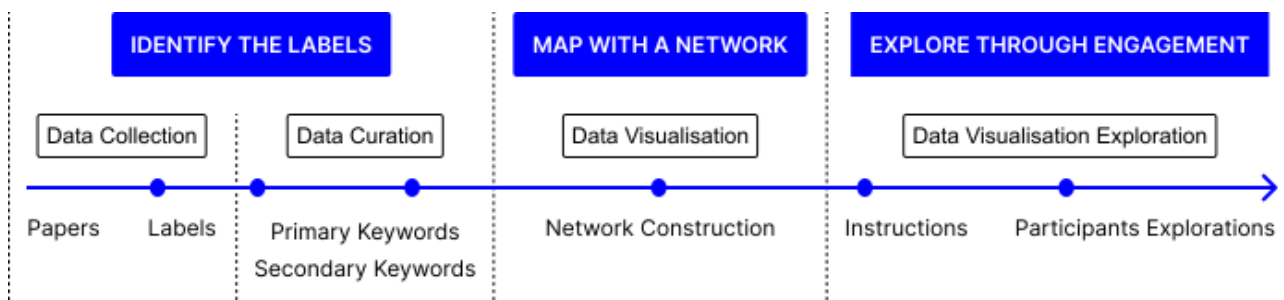 IDENTIFY THE LABELS
MAP WITH A NETWORK
EXPLORE THROUGH ENGAGEMENT
Data Collection
Data Curation
Data Visualisation
Data Visualisation Exploration
Papers
Labels
Primary Keywords
Secondary Keywords
Network Construction
Instructions
Participants Explorations